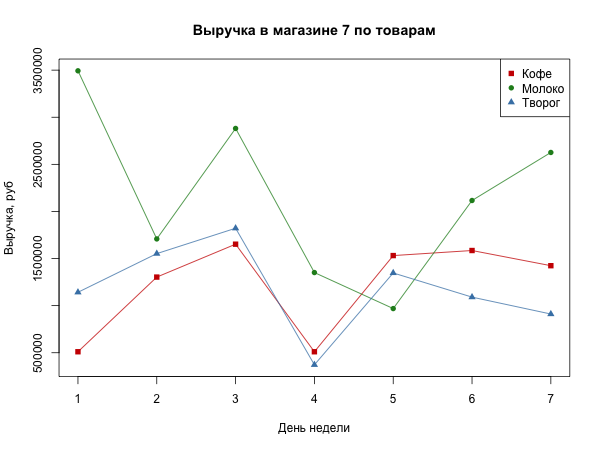 Выручка в магазине 7 по товарам
Кофе
Молоко
Творог
Выручка, руб
3500000
2500000
1500000
500000
1 2 3 4 5 6 7
День недели